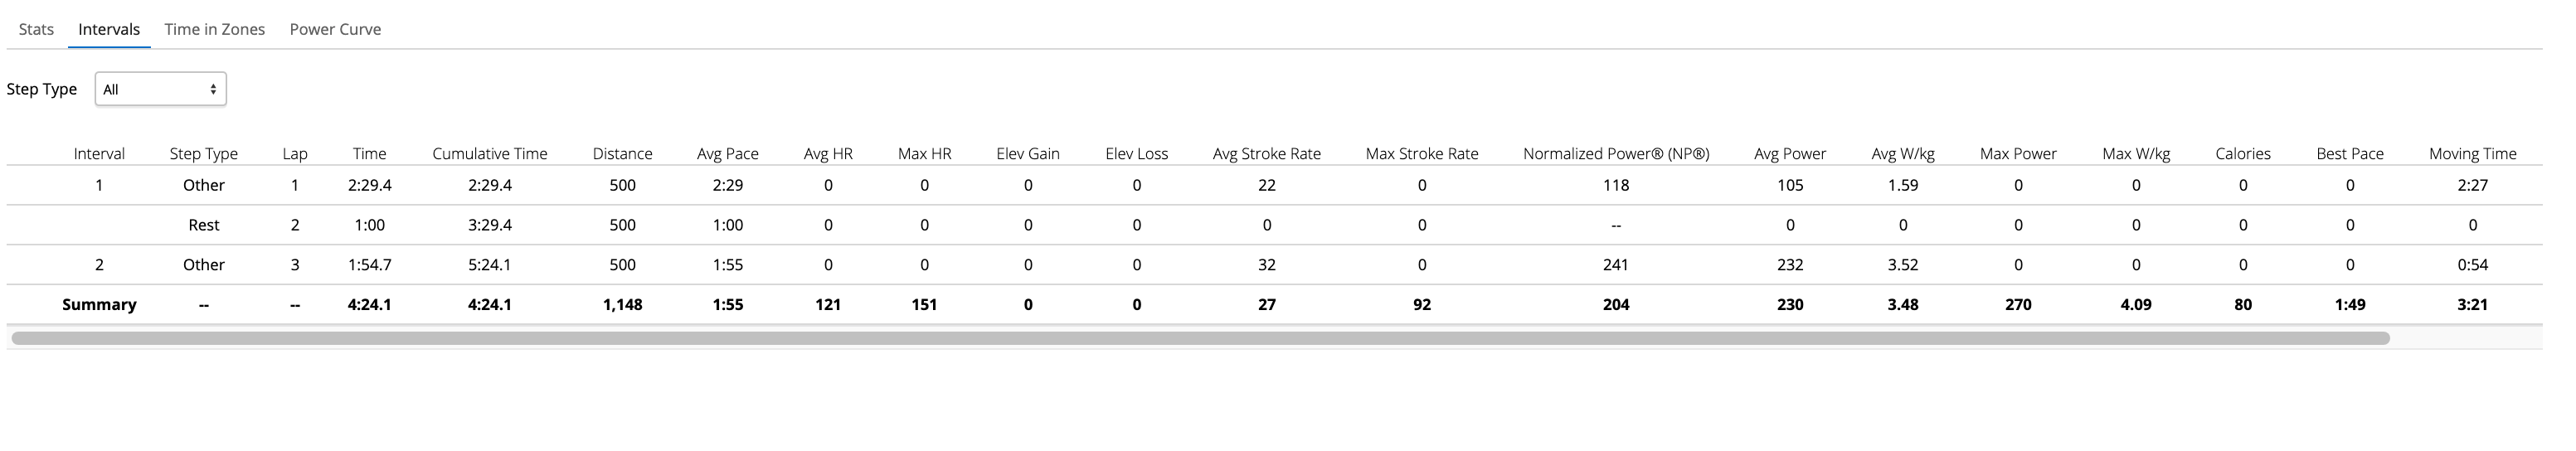 Stats Intervals Time in Zones Power Curve
Step Type All
Interval Step Type Lap Time Cumulative Time Distance Avg Pace Avg HR Max HR Elev Gain Elev Loss Avg Stroke Rate Max Stroke Rate Normalized Power® (NP®) Avg Power Avg W/kg Max Power Max W/kg Calories Best Pace Moving Time
1 Other 1 2:29.4 2:29.4 500 2:29 0 0 0 0 22 0 118 105 1.59 0 0 0 0 2:27
Rest 2 1:00 3:29.4 500 1:00 0 0 0 0 0 0 -- 0 0 0 0 0 0 0
2 Other 3 1:54.7 5:24.1 500 1:55 0 0 0 0 32 0 241 232 3.52 0 0 0 0 0:54
Summary -- -- 4:24.1 4:24.1 1,148 1:55 121 151 0 0 27 92 204 230 3.48 270 4.09 80 1:49 3:21